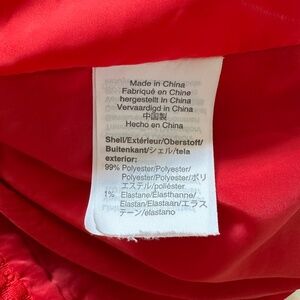 Made in China
Fabriqué en Chine
hergestellt In China
Vervaardigd in China
中国製
Hecho en China
Shell/Extérieur/Oberstoff/
Buitenkant/シェル/tela
exterior:
99% Polyester/Polyester/
Polyester/Polyester/ポリ
エステル/poliéster
1% Elastane/Élasthanne/
Elastan/Elastaan/エラス
テーン/elastano